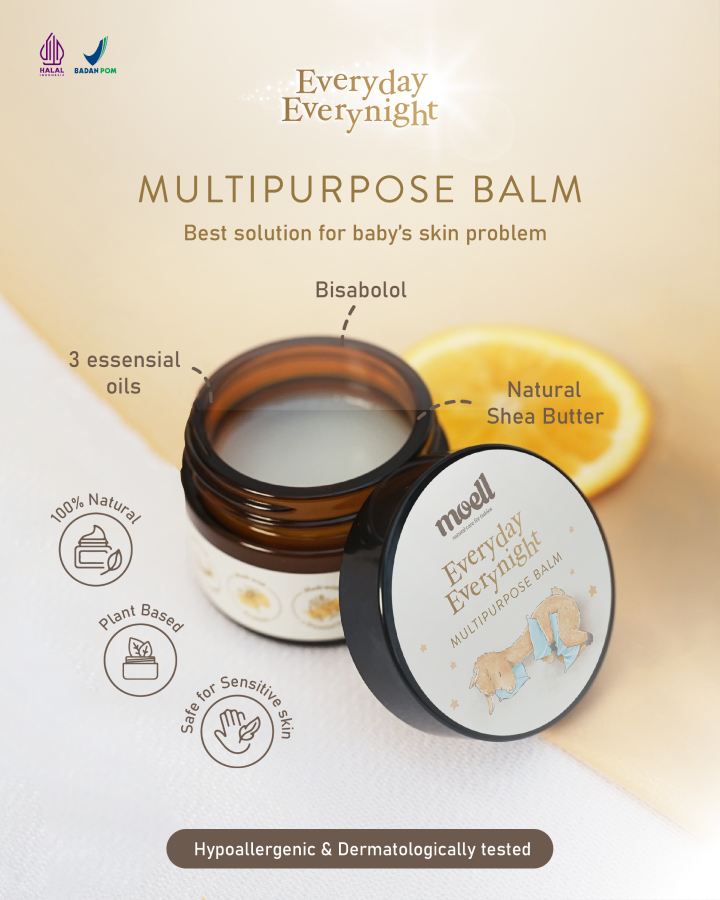 HALAL
INDONESIA
BADAN POM
Everyday
Everynight
MULTIPURPOSE BALM
Best solution for baby's skin problem
Bisabolol
3 essensial
oils
Natural
Shea Butter
100% Natural
Plant Based
Safe for Sensitive skin
moell
natural care for babies
Everyday
Everynight
MULTIPURPOSE BALM
Hypoallergenic & Dermatologically tested